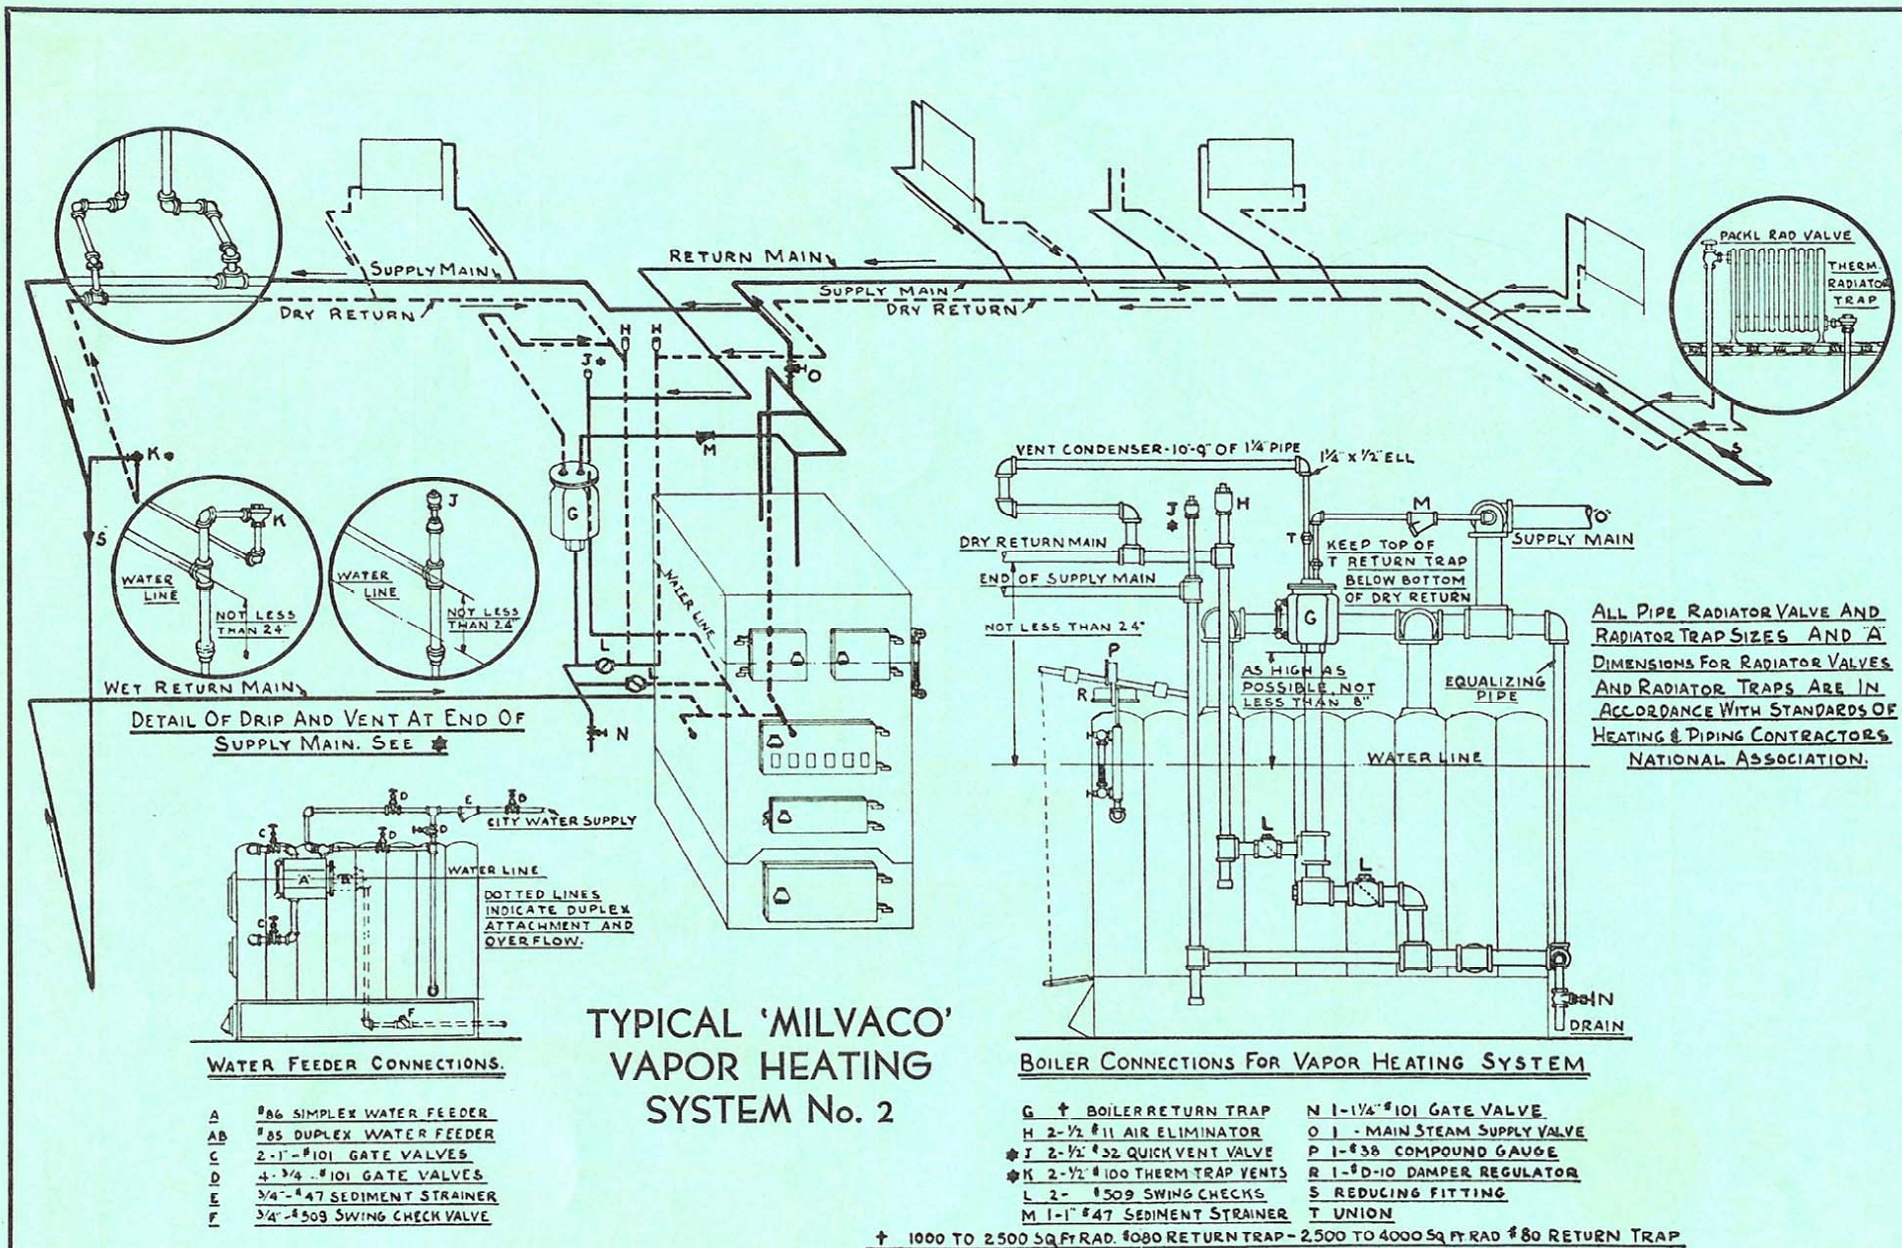 PACKL RAD VALVE
THERM.
RADIATOR
TRAP
RETURN MAIN
SUPPLY MAIN
SUPPLY MAIN
DRY RETURN
DRY RETURN
H H
J *
O
K *
M
G
S
S
K
J
WATER
LINE
NOT LESS
THAN 24"
WATER
LINE
NOT LESS
THAN 24"
WATER LINE
L
L
N
WET RETURN MAIN
DETAIL OF DRIP AND VENT AT END OF
SUPPLY MAIN. SEE *
VENT CONDENSER-10'-9" OF 1¼" PIPE
1¼" x ½" ELL
J
*
H
M
"O"
DRY RETURN MAIN
SUPPLY MAIN
T
T
KEEP TOP OF
RETURN TRAP
BELOW BOTTOM
OF DRY RETURN
END OF SUPPLY MAIN
NOT LESS THAN 24"
G
P
R
AS HIGH AS
POSSIBLE, NOT
LESS THAN 8"
EQUALIZING
PIPE
WATER LINE
L
L
N
DRAIN
ALL PIPE RADIATOR VALVE AND
RADIATOR TRAP SIZES AND "A"
DIMENSIONS FOR RADIATOR VALVES
AND RADIATOR TRAPS ARE IN
ACCORDANCE WITH STANDARDS OF
HEATING & PIPING CONTRACTORS
NATIONAL ASSOCIATION.
D
E
B
CITY WATER SUPPLY
C
D
D
"A"
"B"
WATER LINE
DOTTED LINES
INDICATE DUPLEX
ATTACHMENT AND
OVERFLOW.
C
F
WATER FEEDER CONNECTIONS.
A #86 SIMPLEX WATER FEEDER
AB #85 DUPLEX WATER FEEDER
C 2-1"-#101 GATE VALVES
D 4-3/4"-#101 GATE VALVES
E 3/4"-#47 SEDIMENT STRAINER
F 3/4"-#509 SWING CHECK VALVE
TYPICAL 'MILVACO'
VAPOR HEATING
SYSTEM No. 2
BOILER CONNECTIONS FOR VAPOR HEATING SYSTEM
G † BOILER RETURN TRAP
H 2-½" #11 AIR ELIMINATOR
* J 2-½" #32 QUICK VENT VALVE
* K 2-½" #100 THERM TRAP VENTS
L 2- #509 SWING CHECKS
M 1-1" #47 SEDIMENT STRAINER
N 1-1¼" #101 GATE VALVE
O 1 - MAIN STEAM SUPPLY VALVE
P 1-#38 COMPOUND GAUGE
R 1-#D-10 DAMPER REGULATOR
S REDUCING FITTING
T UNION
† 1000 TO 2500 SQ FT RAD. #080 RETURN TRAP - 2,500 TO 4000 SQ FT RAD #80 RETURN TRAP